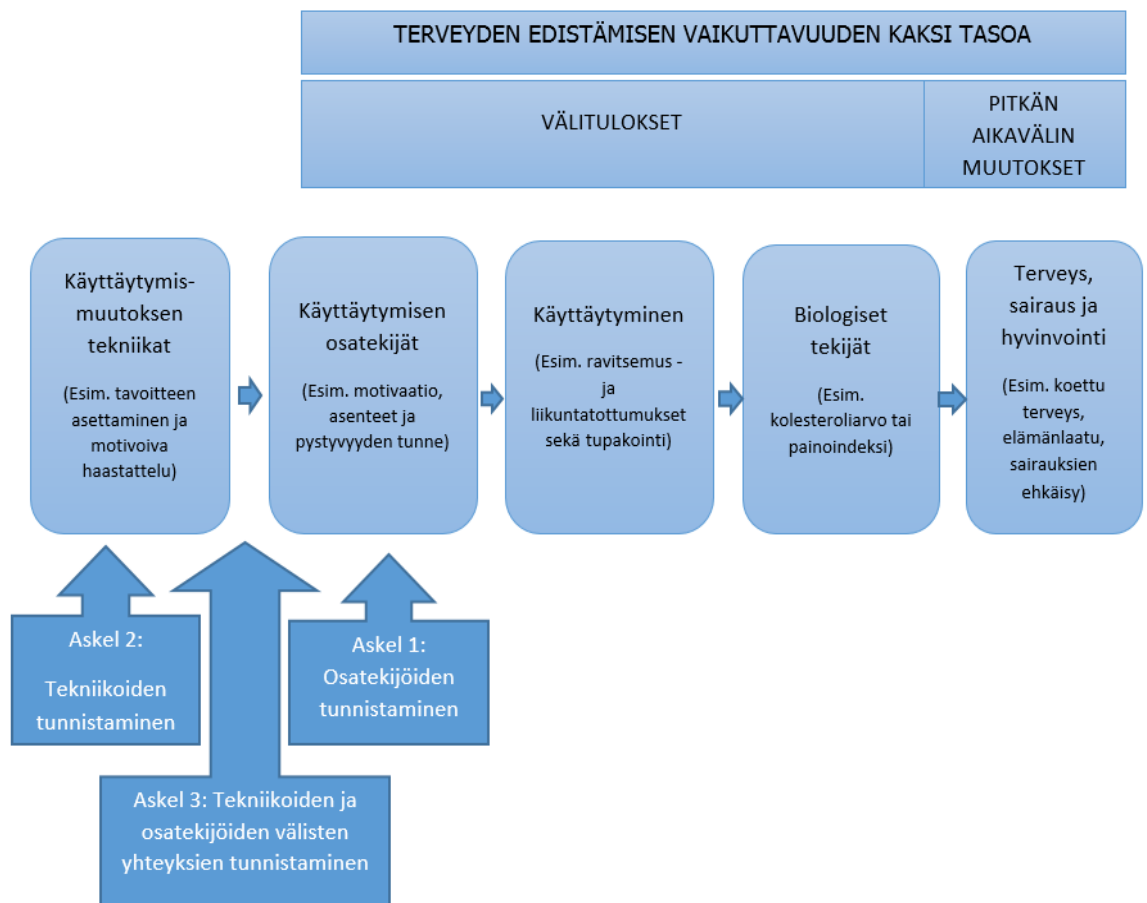 TERVEYDEN EDISTÄMISEN VAIKUTTAVUUDEN KAKSI TASOA
VÄLITULOKSET
PITKÄN
AIKAVÄLIN
MUUTOKSET
Käyttäytymis-
muutoksen
tekniikat
(Esim. tavoitteen
asettaminen ja
motivoiva
haastattelu)
Käyttäytymisen
osatekijät
(Esim. motivaatio,
asenteet ja
pystyvyyden tunne)
Käyttäytyminen
(Esim. ravitsemus -
ja
liikuntatottumukset
sekä tupakointi)
Biologiset
tekijät
(Esim.
kolesteroliarvo tai
painoindeksi)
Terveys,
sairaus ja
hyvinvointi
(Esim. koettu
terveys,
elämänlaatu,
sairauksien
ehkäisy)
Askel 2:
Tekniikoiden
tunnistaminen
Askel 1:
Osatekijöiden
tunnistaminen
Askel 3: Tekniikoiden ja
osatekijöiden välisten
yhteyksien tunnistaminen